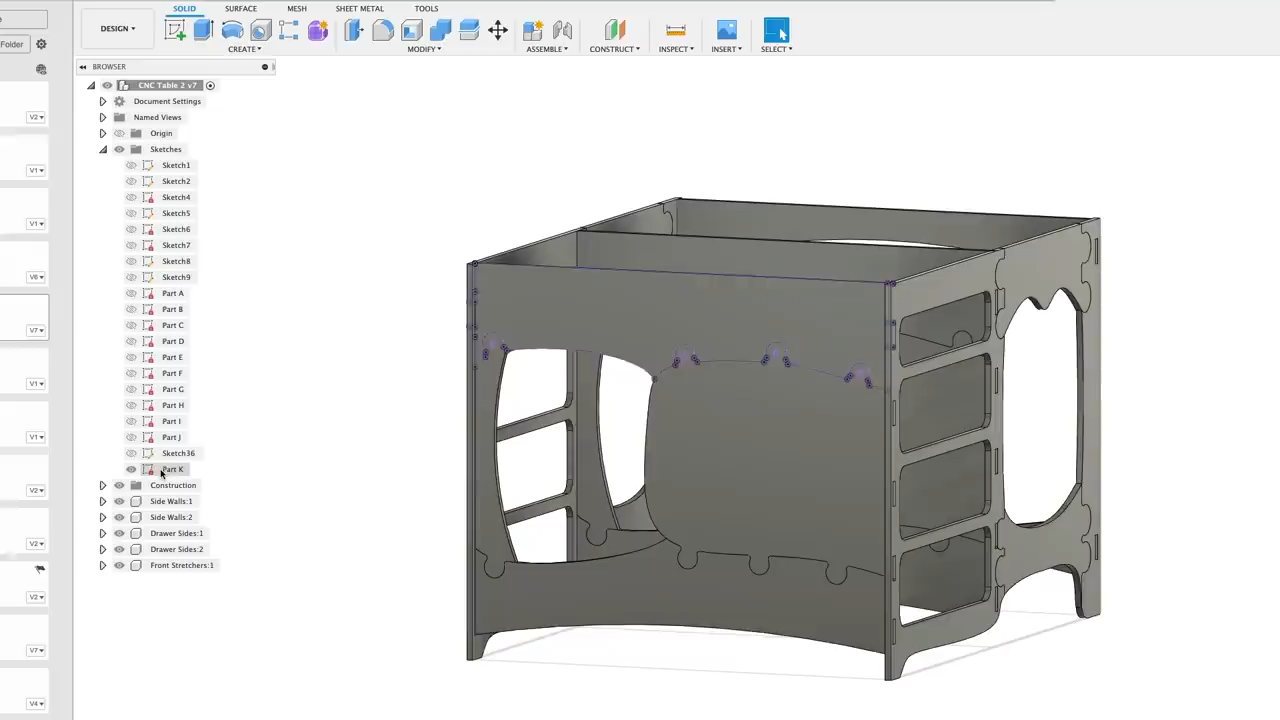 SOLID SURFACE MESH SHEET METAL TOOLS
DESIGN ▾
CREATE ▾ MODIFY ▾ ASSEMBLE ▾ CONSTRUCT ▾ INSPECT ▾ INSERT ▾ SELECT ▾
Folder
BROWSER
CNC Table 2 v7
Document Settings
Named Views
Origin
Sketches
Sketch1
Sketch2
Sketch4
Sketch5
Sketch6
Sketch7
Sketch8
Sketch9
Part A
Part B
Part C
Part D
Part E
Part F
Part G
Part H
Part I
Part J
Sketch36
Part K
Construction
Side Walls:1
Side Walls:2
Drawer Sides:1
Drawer Sides:2
Front Stretchers:1
V2
V1
V1
V6
V7
V1
V1
V2
V2
V2
V7
V4